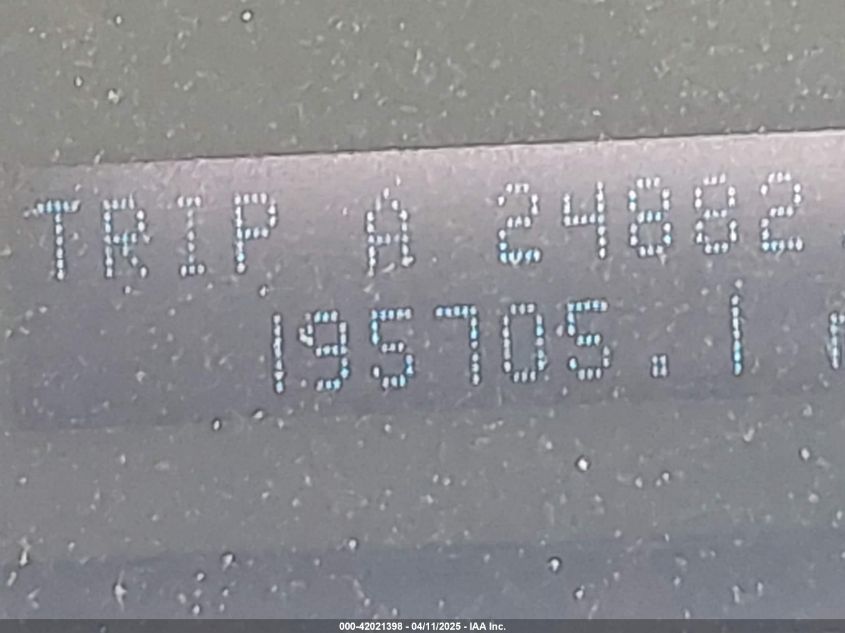 TRIP A 24882.
195705.1
000-42021398 - 04/11/2025 - IAA Inc.